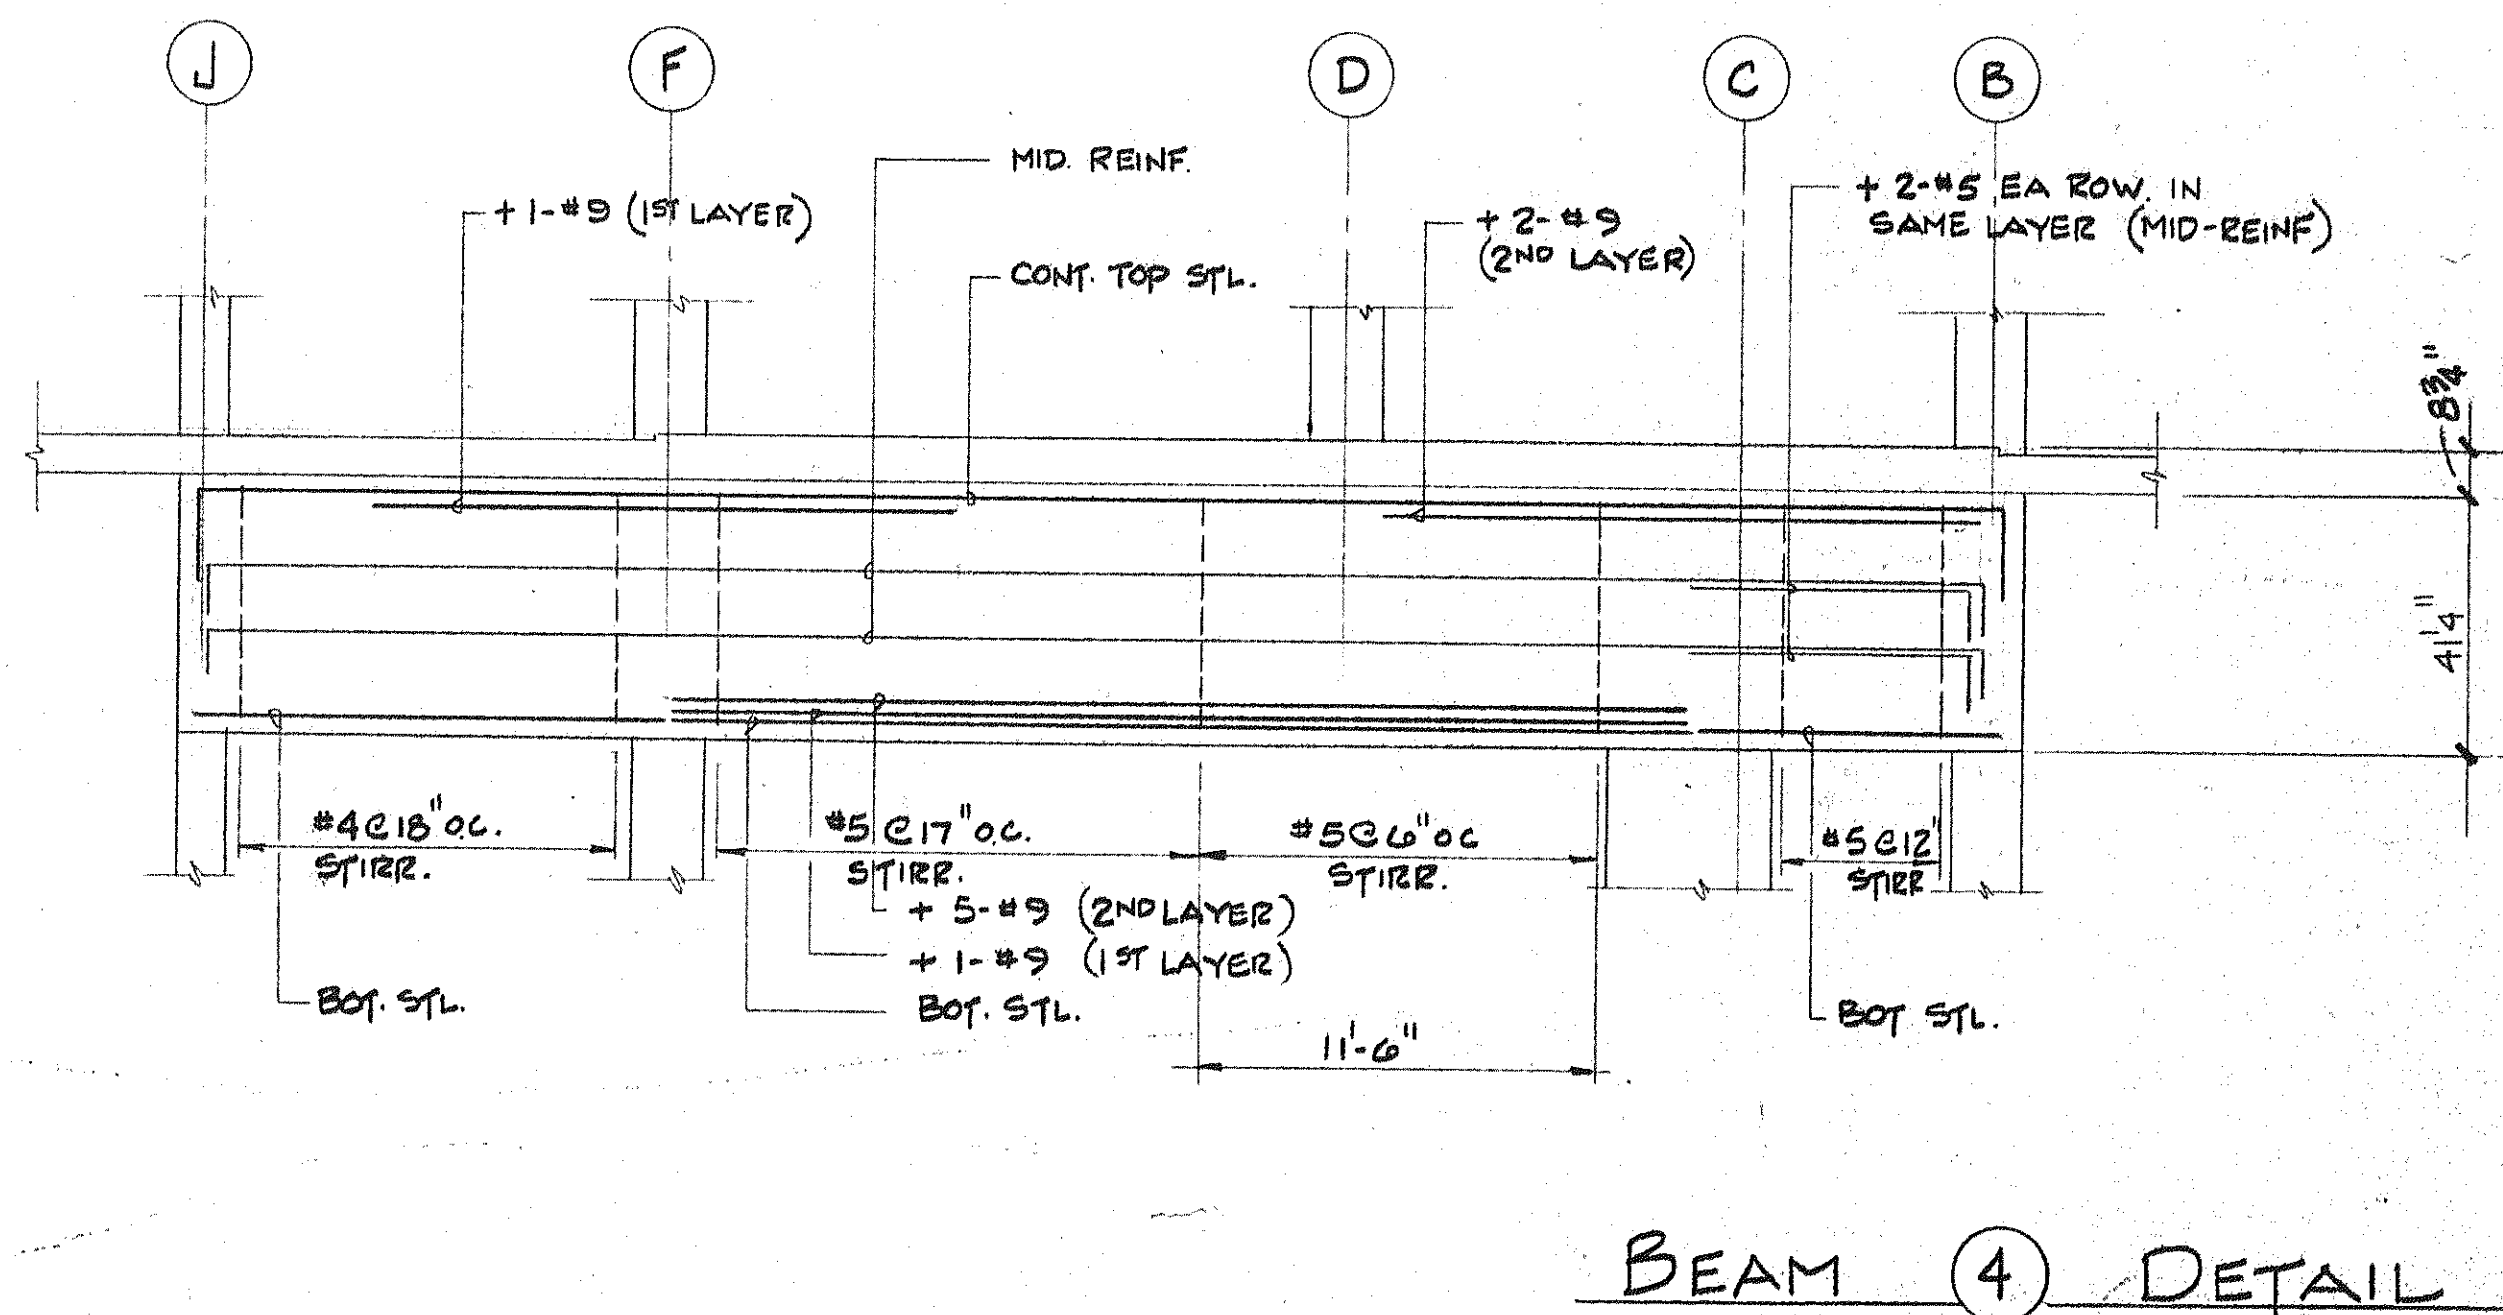 J
F
D
C
B
MID. REINF.
+ 1-#9 (1ST LAYER)
CONT. TOP STL.
+ 2-#9
(2ND LAYER)
+ 2-#5 EA ROW. IN
SAME LAYER (MID-REINF)
8¾"
4'1¼"
#4@18" O.C.
STIRR.
#5@17" O.C.
STIRR.
#5@6" OC
STIRR.
#5@12"
STIRR
+ 5-#9 (2ND LAYER)
+ 1-#9 (1ST LAYER)
BOT. STL.
BOT. STL.
BOT STL.
11'-6"
BEAM 4 DETAIL